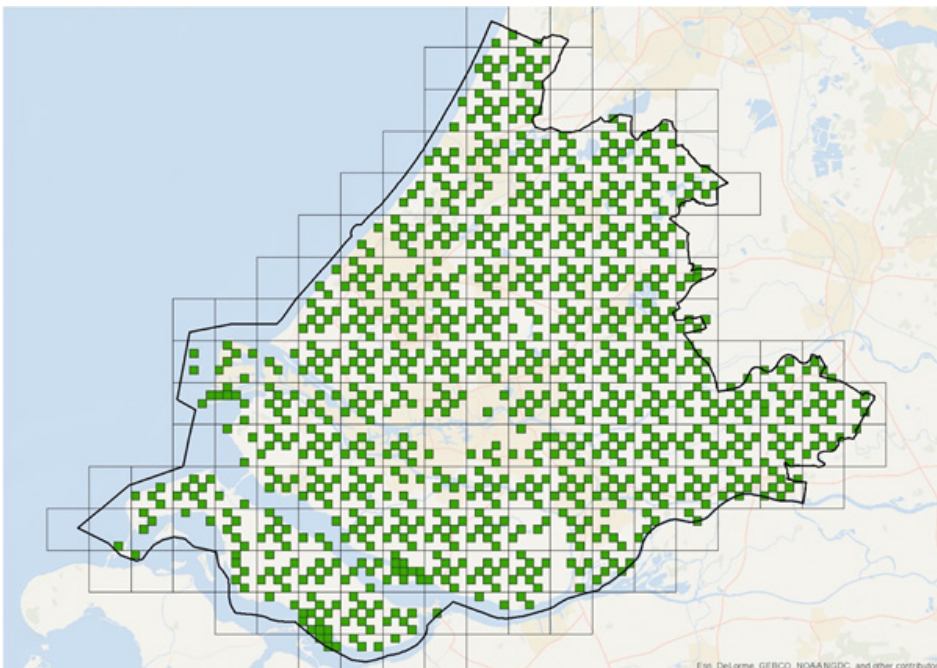 Esri, DeLorme, GEBCO, NOAA NGDC, and other contributors